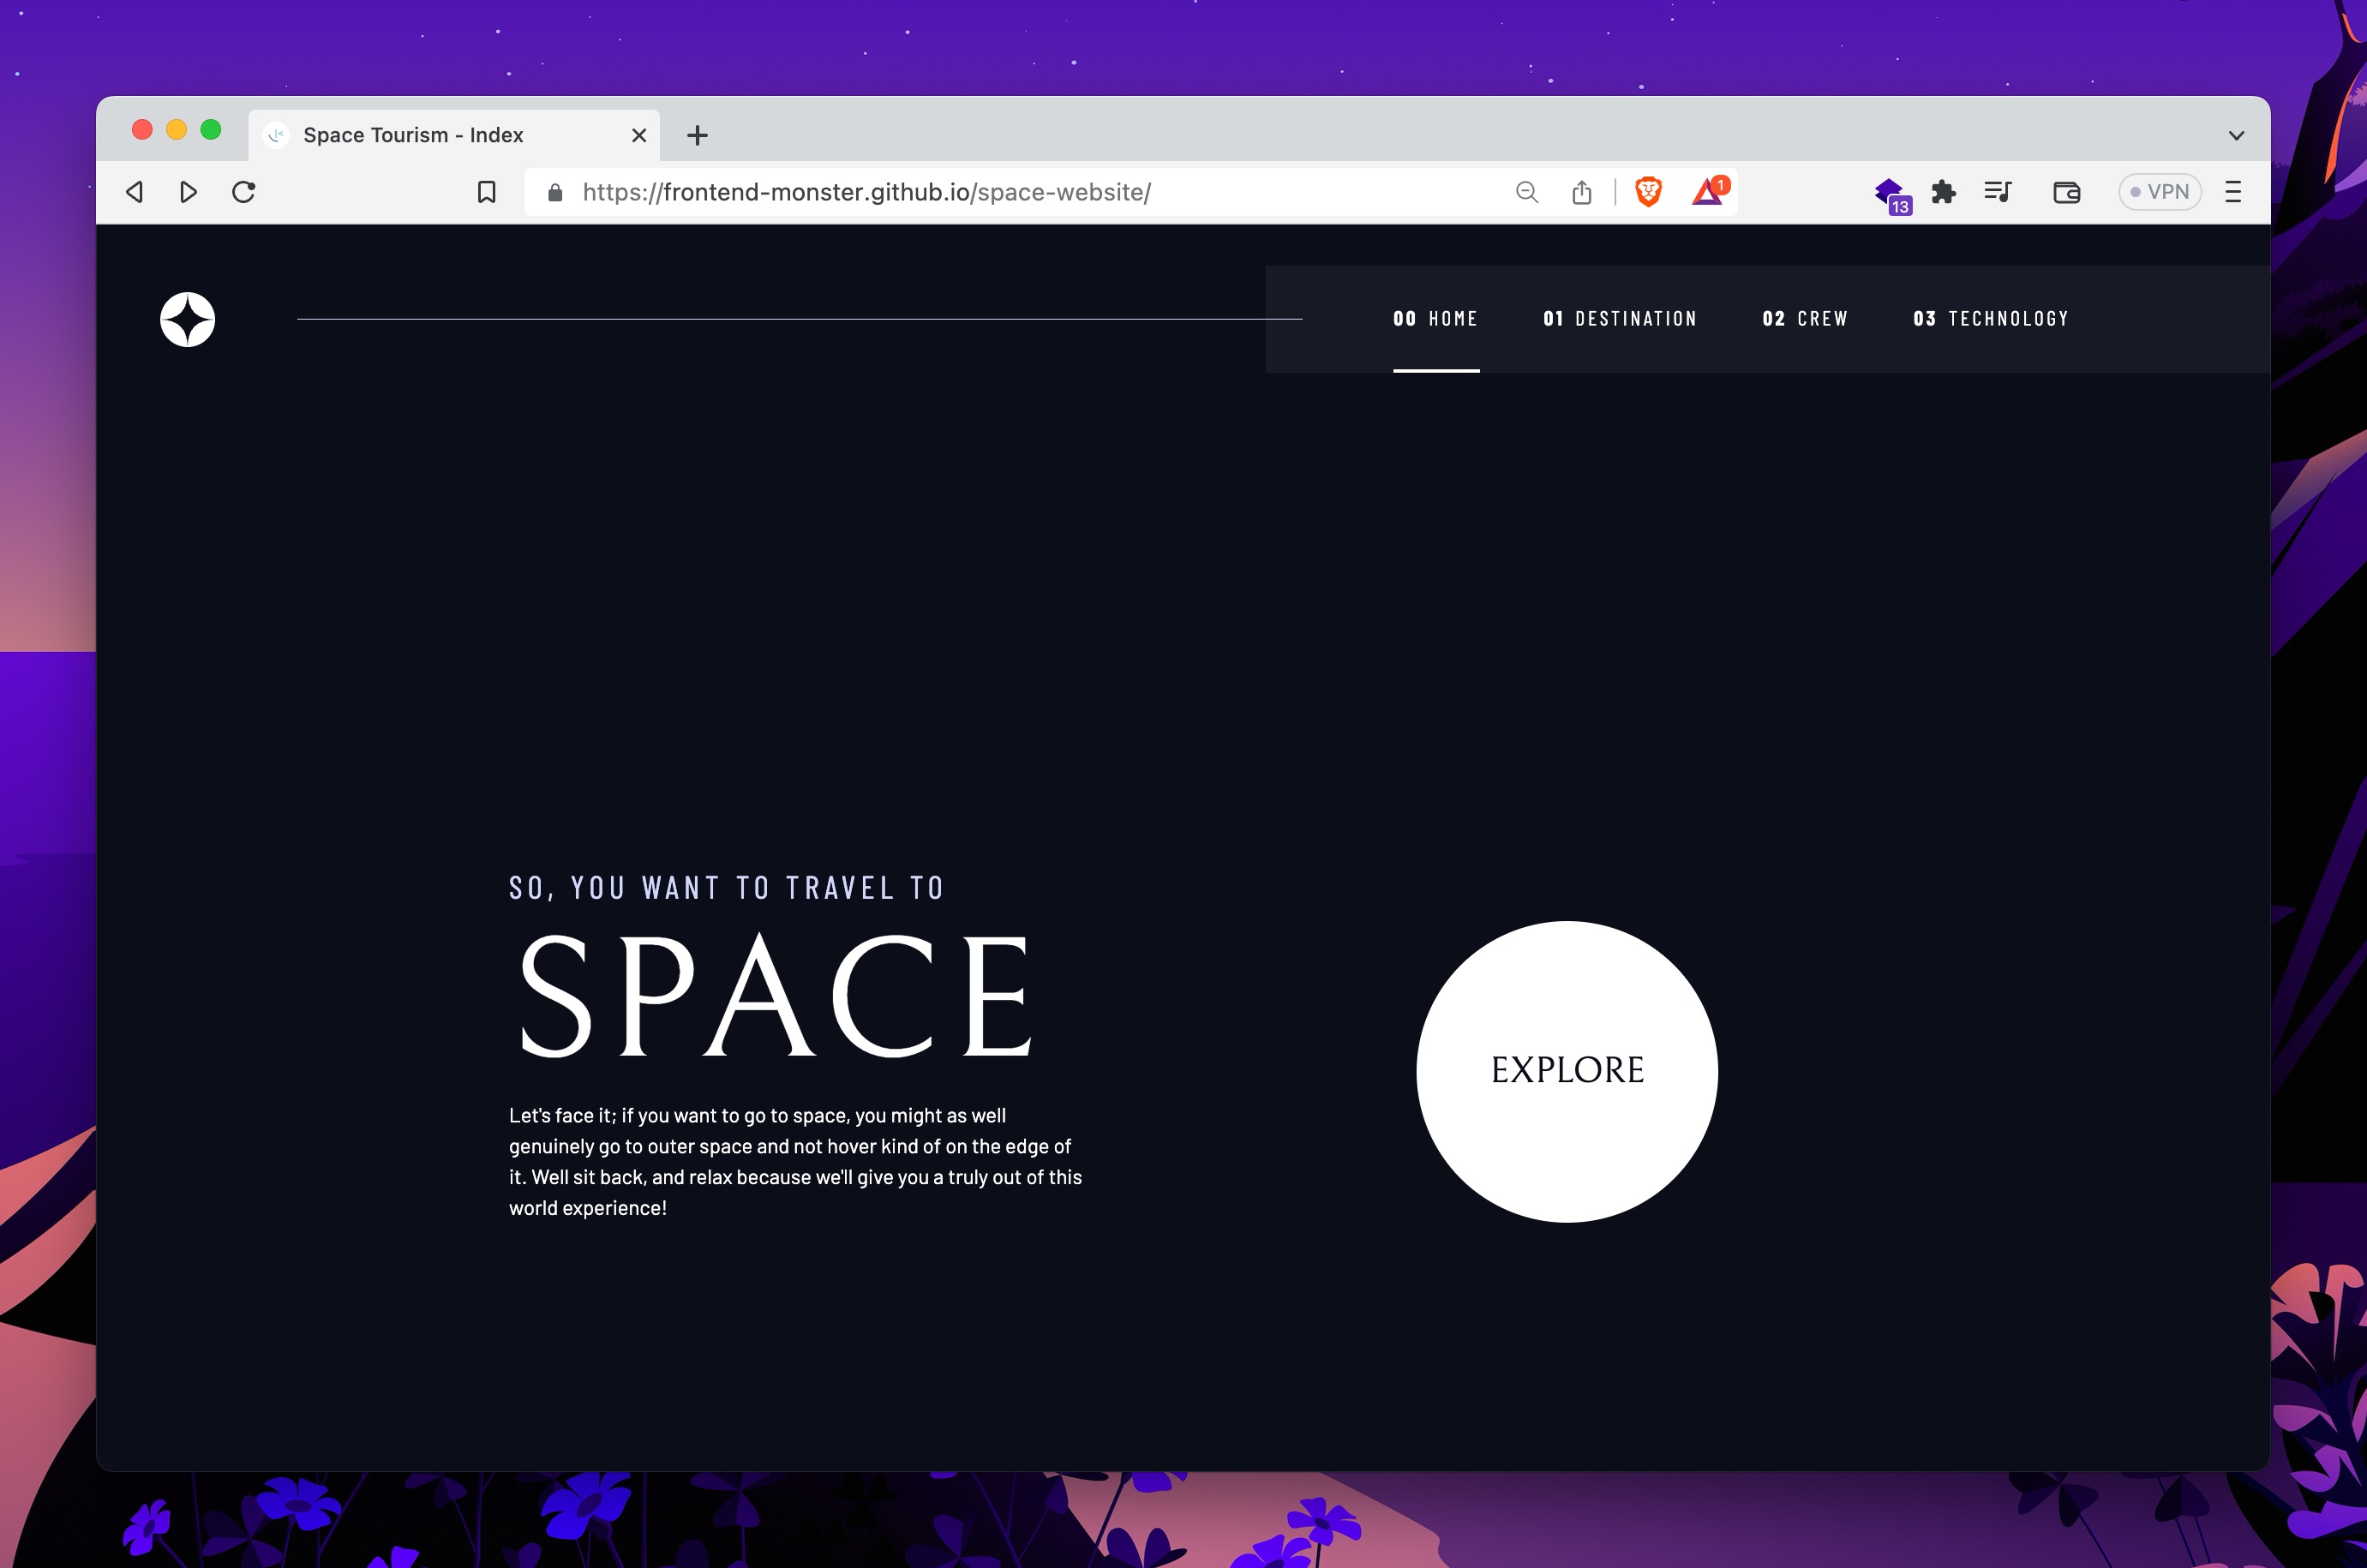 Space Tourism - Index
https://frontend-monster.github.io/space-website/
1
13
VPN
00 HOME 01 DESTINATION 02 CREW 03 TECHNOLOGY
SO, YOU WANT TO TRAVEL TO
SPACE
Let's face it; if you want to go to space, you might as well
genuinely go to outer space and not hover kind of on the edge of
it. Well sit back, and relax because we'll give you a truly out of this
world experience!
EXPLORE